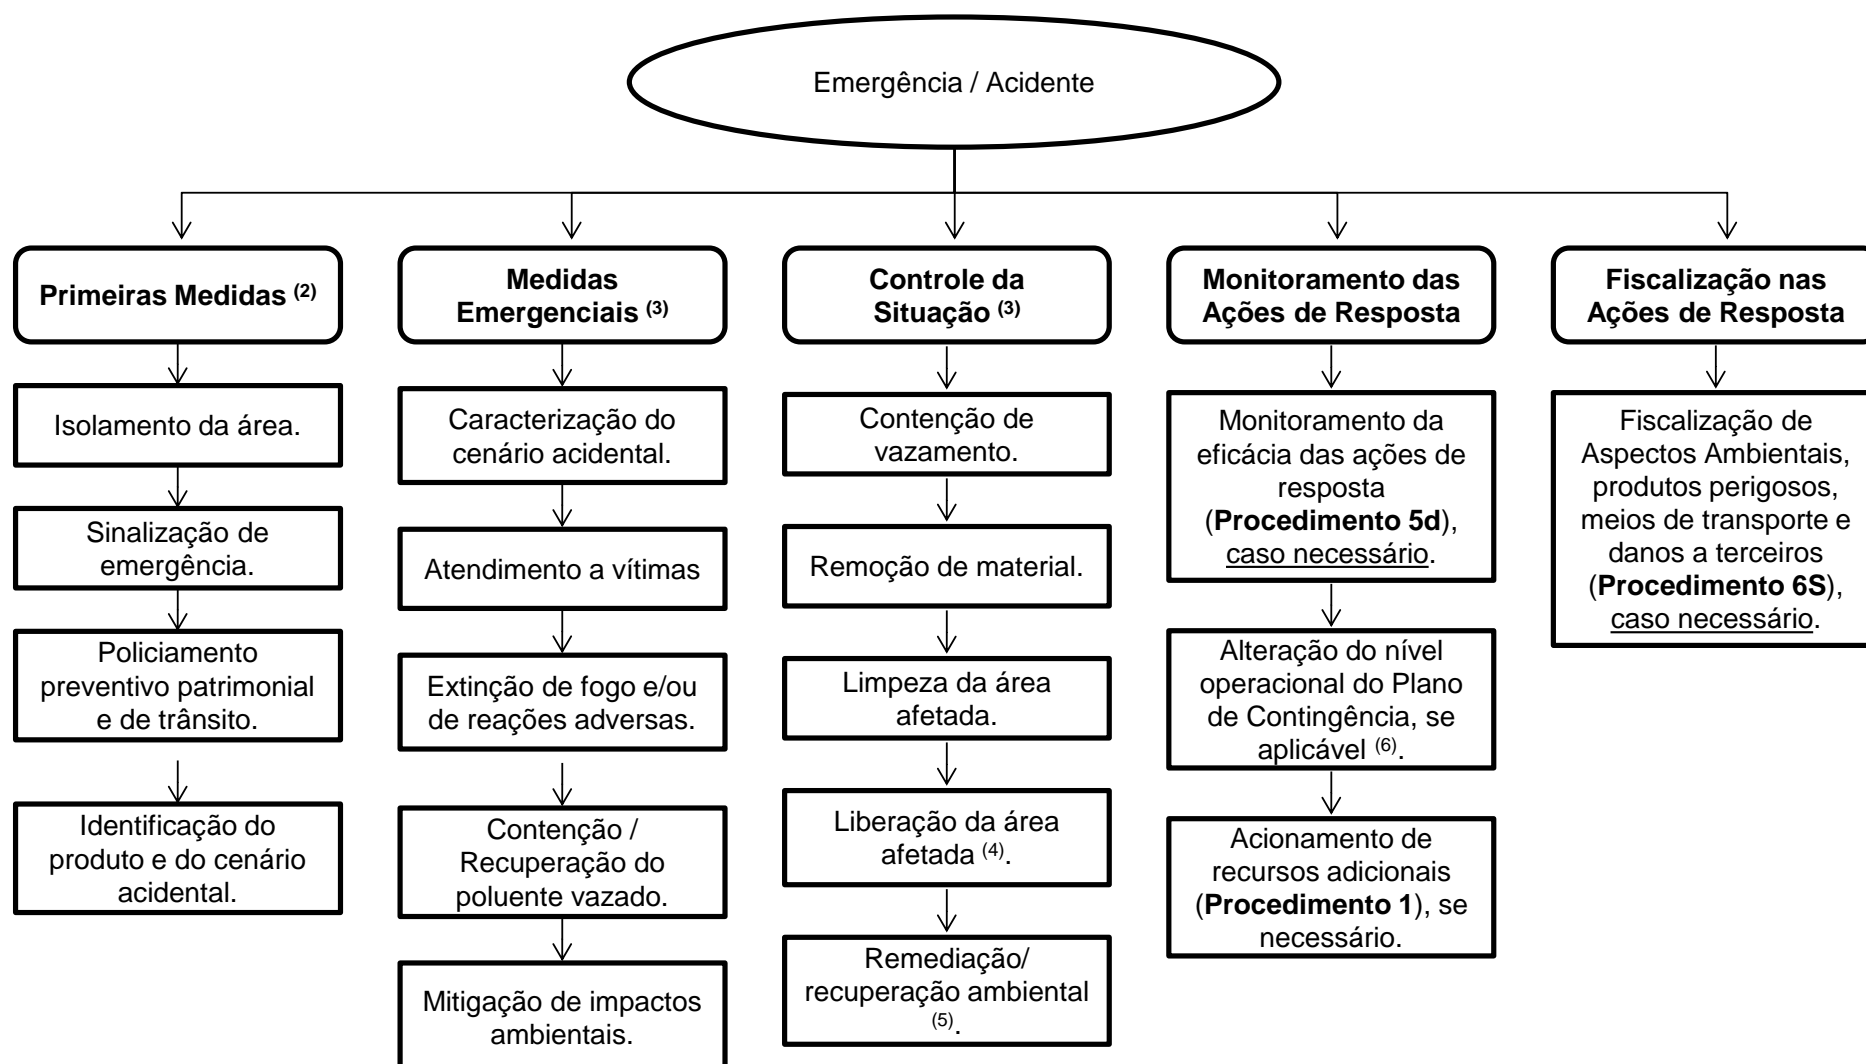 Emergência / Acidente
Primeiras Medidas (2)
Isolamento da área.
Sinalização de
emergência.
Policiamento
preventivo patrimonial
e de trânsito.
Identificação do
produto e do cenário
acidental.
Medidas
Emergenciais (3)
Caracterização do
cenário acidental.
Atendimento a vítimas
Extinção de fogo e/ou
de reações adversas.
Contenção /
Recuperação do
poluente vazado.
Mitigação de impactos
ambientais.
Controle da
Situação (3)
Contenção de
vazamento.
Remoção de material.
Limpeza da área
afetada.
Liberação da área
afetada (4).
Remediação/
recuperação ambiental
(5).
Monitoramento das
Ações de Resposta
Monitoramento da
eficácia das ações de
resposta
(Procedimento 5d),
caso necessário.
Alteração do nível
operacional do Plano
de Contingência, se
aplicável (6).
Acionamento de
recursos adicionais
(Procedimento 1), se
necessário.
Fiscalização nas
Ações de Resposta
Fiscalização de
Aspectos Ambientais,
produtos perigosos,
meios de transporte e
danos a terceiros
(Procedimento 6S),
caso necessário.